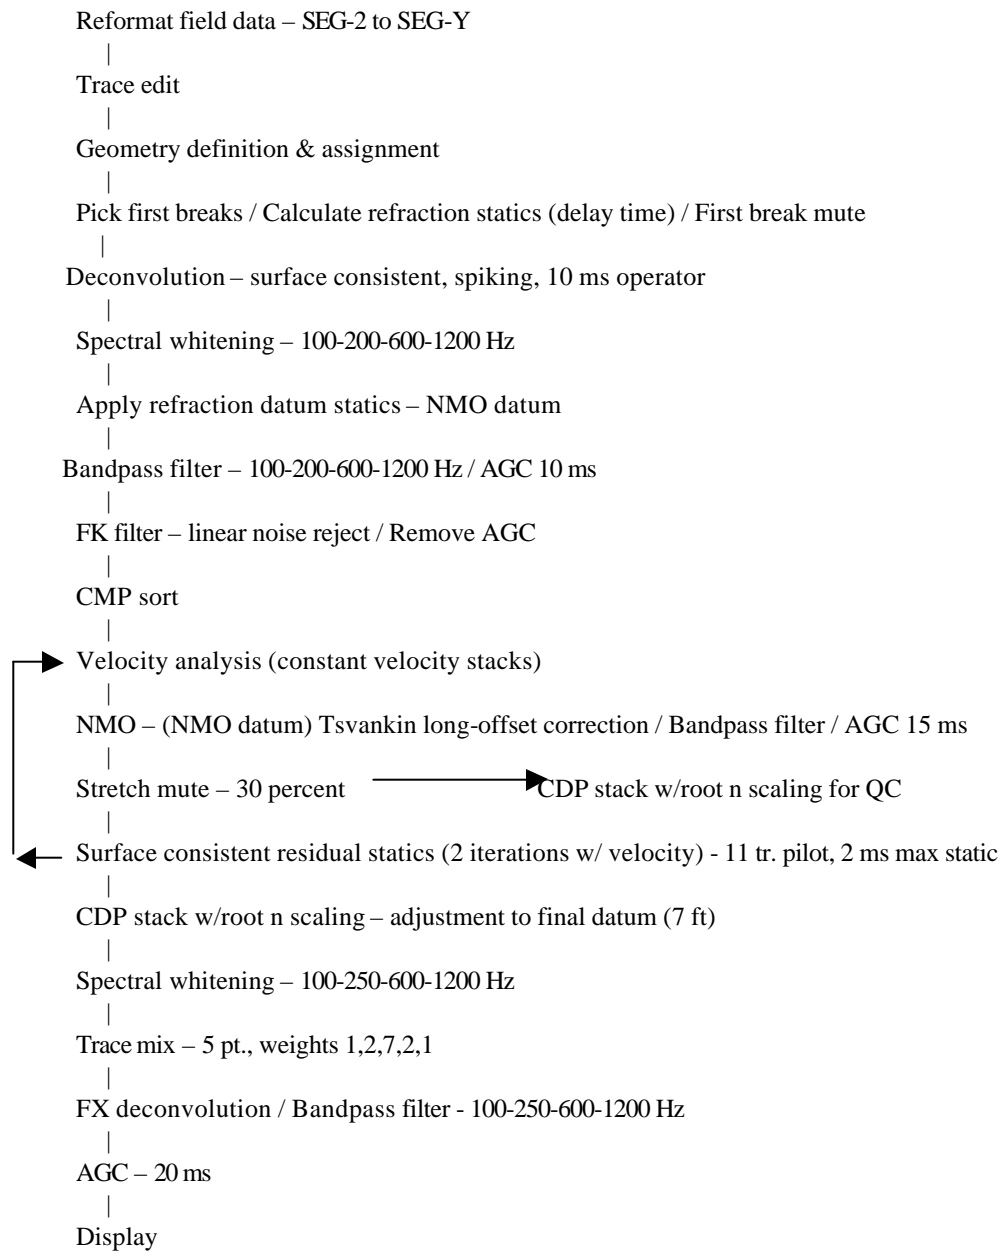 Reformat field data – SEG-2 to SEG-Y
Trace edit
Geometry definition & assignment
Pick first breaks / Calculate refraction statics (delay time) / First break mute
Deconvolution – surface consistent, spiking, 10 ms operator
Spectral whitening – 100-200-600-1200 Hz
Apply refraction datum statics – NMO datum
Bandpass filter – 100-200-600-1200 Hz / AGC 10 ms
FK filter – linear noise reject / Remove AGC
CMP sort
Velocity analysis (constant velocity stacks)
NMO – (NMO datum) Tsvankin long-offset correction / Bandpass filter / AGC 15 ms
Stretch mute – 30 percent CDP stack w/root n scaling for QC
Surface consistent residual statics (2 iterations w/ velocity) - 11 tr. pilot, 2 ms max static
CDP stack w/root n scaling – adjustment to final datum (7 ft)
Spectral whitening – 100-250-600-1200 Hz
Trace mix – 5 pt., weights 1,2,7,2,1
FX deconvolution / Bandpass filter - 100-250-600-1200 Hz
AGC – 20 ms
Display